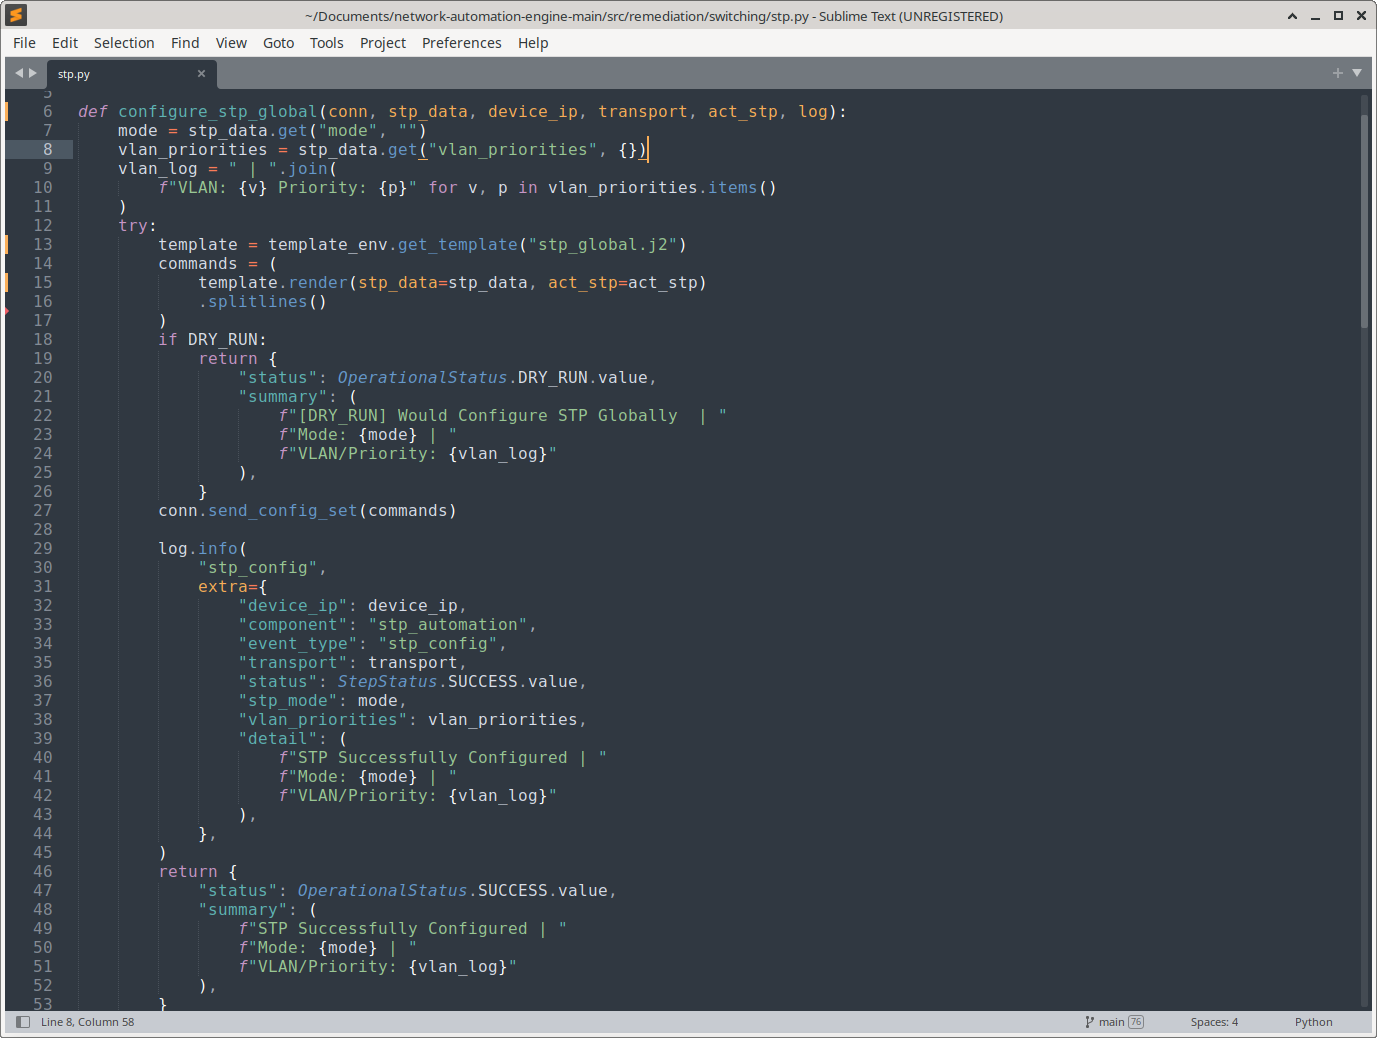 ~/Documents/network-automation-engine-main/src/remediation/switching/stp.py - Sublime Text (UNREGISTERED)
File Edit Selection Find View Goto Tools Project Preferences Help
stp.py
5
6 def configure_stp_global(conn, stp_data, device_ip, transport, act_stp, log):
7     mode = stp_data.get("mode", "")
8     vlan_priorities = stp_data.get("vlan_priorities", {})
9     vlan_log = " | ".join(
10         f"VLAN: {v} Priority: {p}" for v, p in vlan_priorities.items()
11     )
12     try:
13         template = template_env.get_template("stp_global.j2")
14         commands = (
15             template.render(stp_data=stp_data, act_stp=act_stp)
16             .splitlines()
17         )
18         if DRY_RUN:
19             return {
20                 "status": OperationalStatus.DRY_RUN.value,
21                 "summary": (
22                     f"[DRY_RUN] Would Configure STP Globally  | "
23                     f"Mode: {mode} | "
24                     f"VLAN/Priority: {vlan_log}"
25                 ),
26             }
27         conn.send_config_set(commands)
28
29         log.info(
30             "stp_config",
31             extra={
32                 "device_ip": device_ip,
33                 "component": "stp_automation",
34                 "event_type": "stp_config",
35                 "transport": transport,
36                 "status": StepStatus.SUCCESS.value,
37                 "stp_mode": mode,
38                 "vlan_priorities": vlan_priorities,
39                 "detail": (
40                     f"STP Successfully Configured | "
41                     f"Mode: {mode} | "
42                     f"VLAN/Priority: {vlan_log}"
43                 ),
44             },
45         )
46         return {
47             "status": OperationalStatus.SUCCESS.value,
48             "summary": (
49                 f"STP Successfully Configured | "
50                 f"Mode: {mode} | "
51                 f"VLAN/Priority: {vlan_log}"
52             ),
53         }
Line 8, Column 58 main 76 Spaces: 4 Python